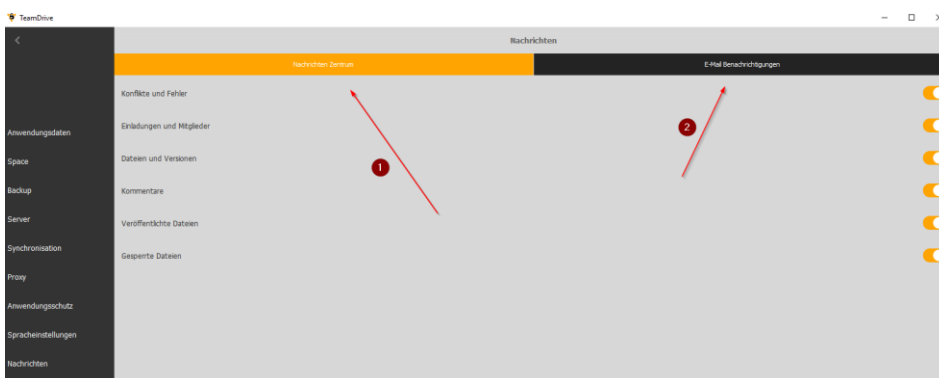 TeamDrive
Nachrichten
Nachrichten Zentrum
E-Mail Benachrichtigungen
Konflikte und Fehler
Einladungen und Mitglieder
Dateien und Versionen
Kommentare
Veröffentlichte Dateien
Gesperrte Dateien
1
2
Anwendungsdaten
Space
Backup
Server
Synchronisation
Proxy
Anwendungsschutz
Spracheinstellungen
Nachrichten